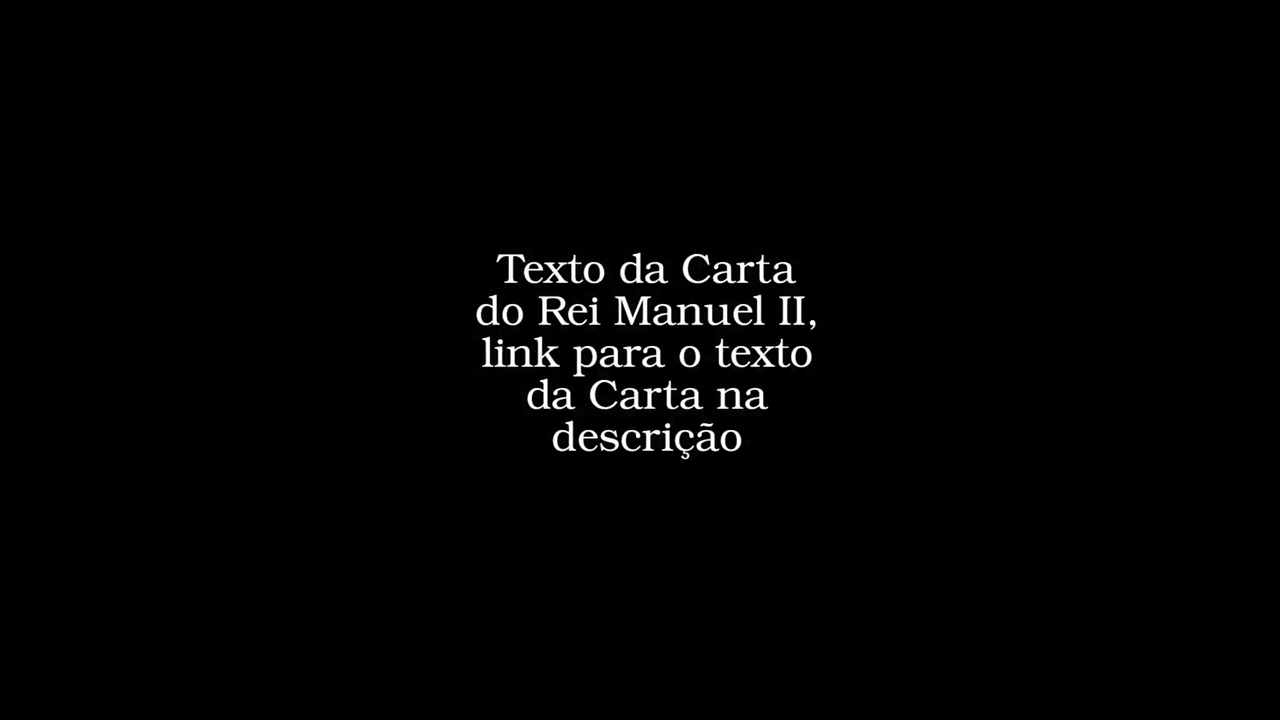 Texto da Carta
do Rei Manuel II,
link para o texto
da Carta na
descrição